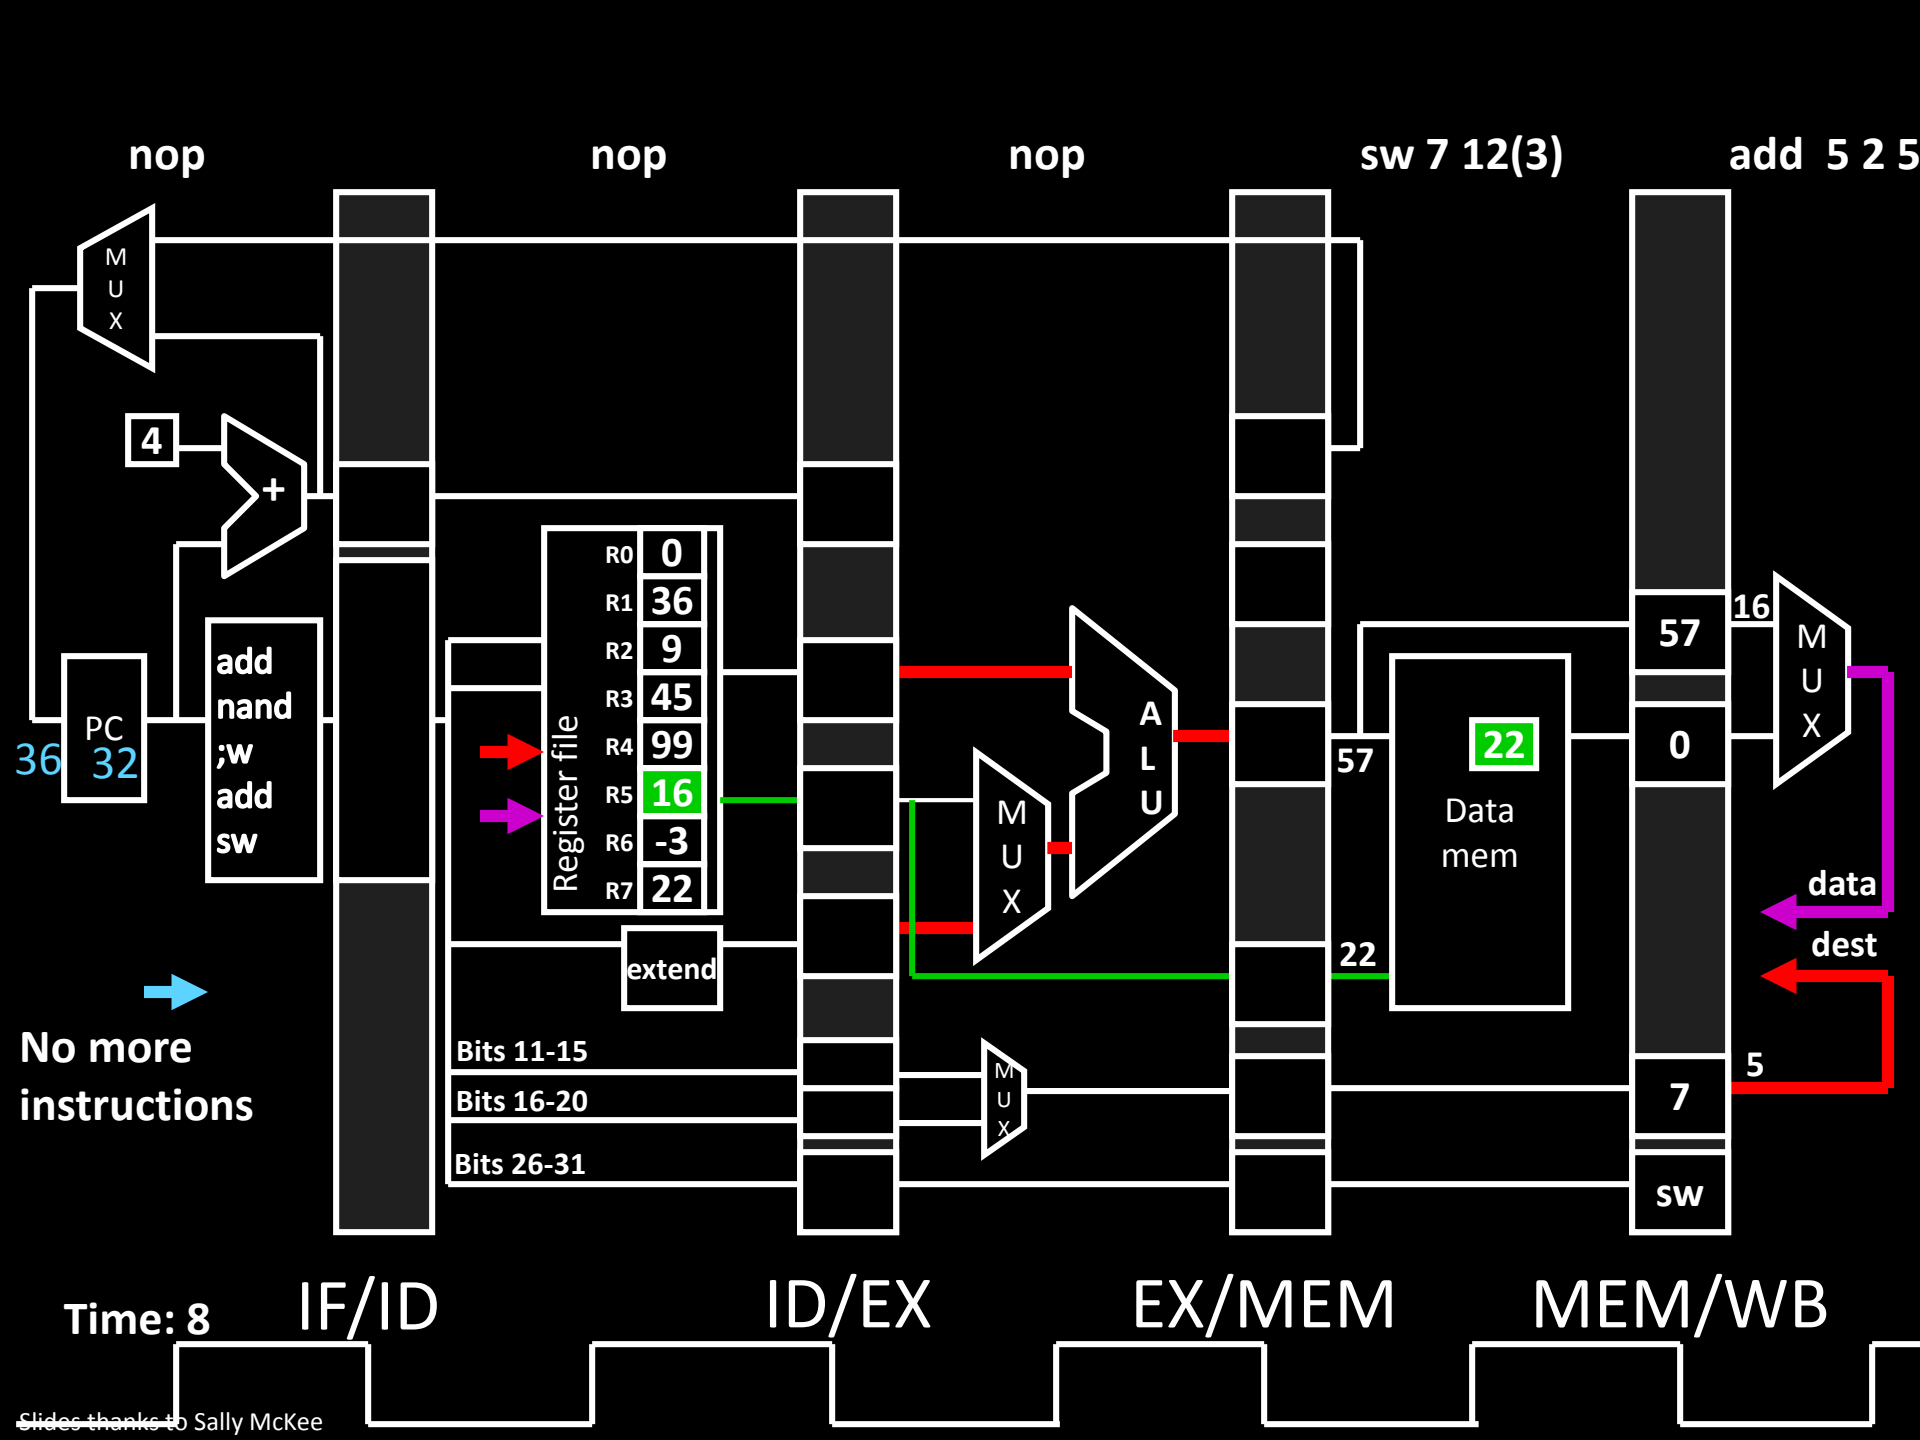 nop nop nop sw 7 12(3) add 5 2 5
M
U
X
4
+
PC
36 32
add
nand
;w
add
sw
No more
instructions
Register file
R0 0
R1 36
R2 9
R3 45
R4 99
R5 16
R6 -3
R7 22
extend
Bits 11-15
Bits 16-20
Bits 26-31
M
U
X
A
L
U
M
U
X
57
22
22
Data
mem
57
0
7
sw
16
M
U
X
data
dest
5
Time: 8
IF/ID ID/EX EX/MEM MEM/WB
Slides thanks to Sally McKee